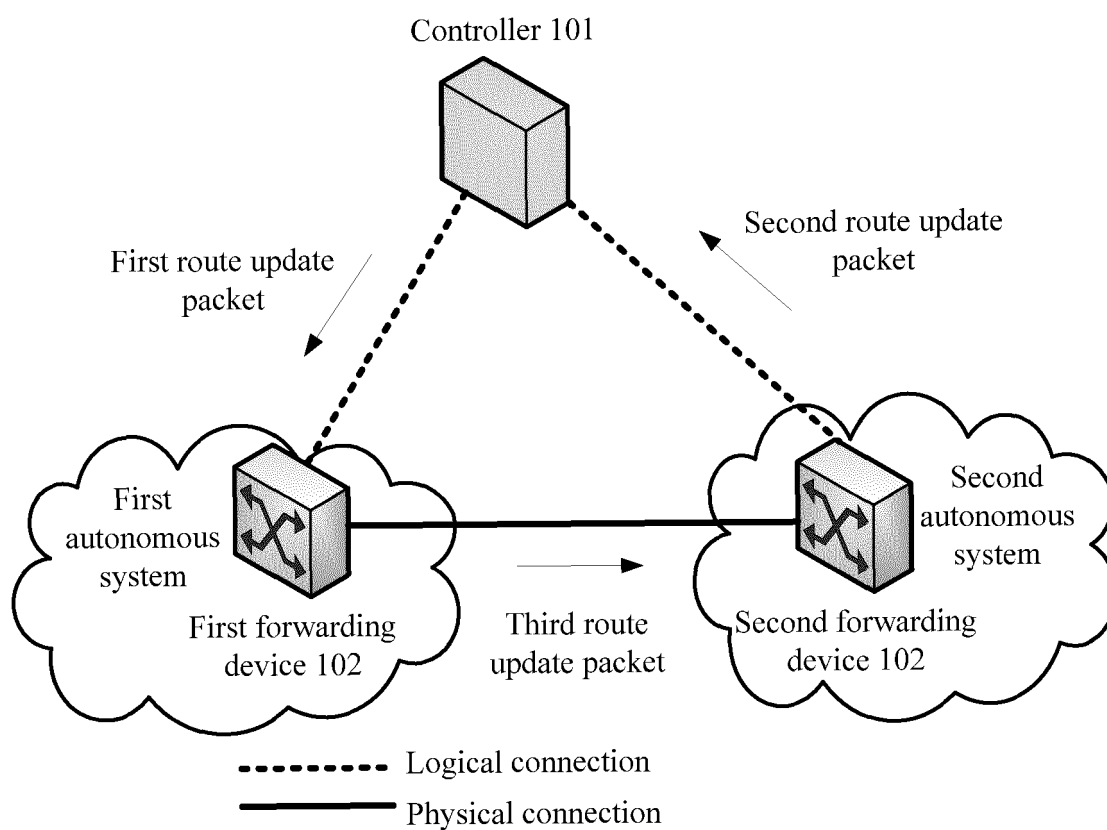 Controller 101
First route update
packet
Second route update
packet
First
autonomous
system
Second
autonomous
system
First forwarding
device 102
Third route
update packet
Second forwarding
device 102
Logical connection
Physical connection